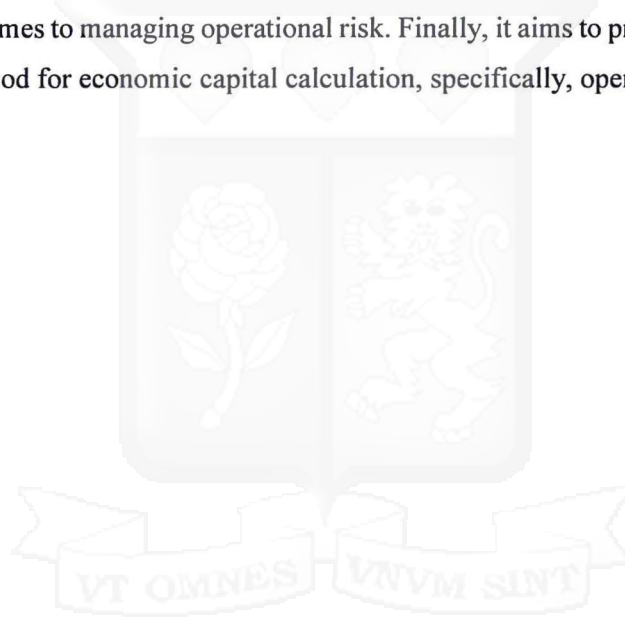 mes to managing operational risk. Finally, it aims to pr
od for economic capital calculation, specifically, oper
VT OMNES VNVM SINT